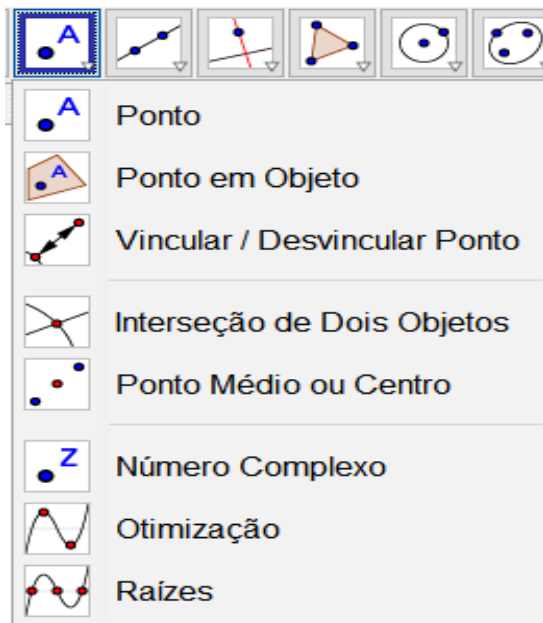 A
A
Ponto
A
Ponto em Objeto
Vincular / Desvincular Ponto
Interseção de Dois Objetos
Ponto Médio ou Centro
Z
Número Complexo
Otimização
Raízes